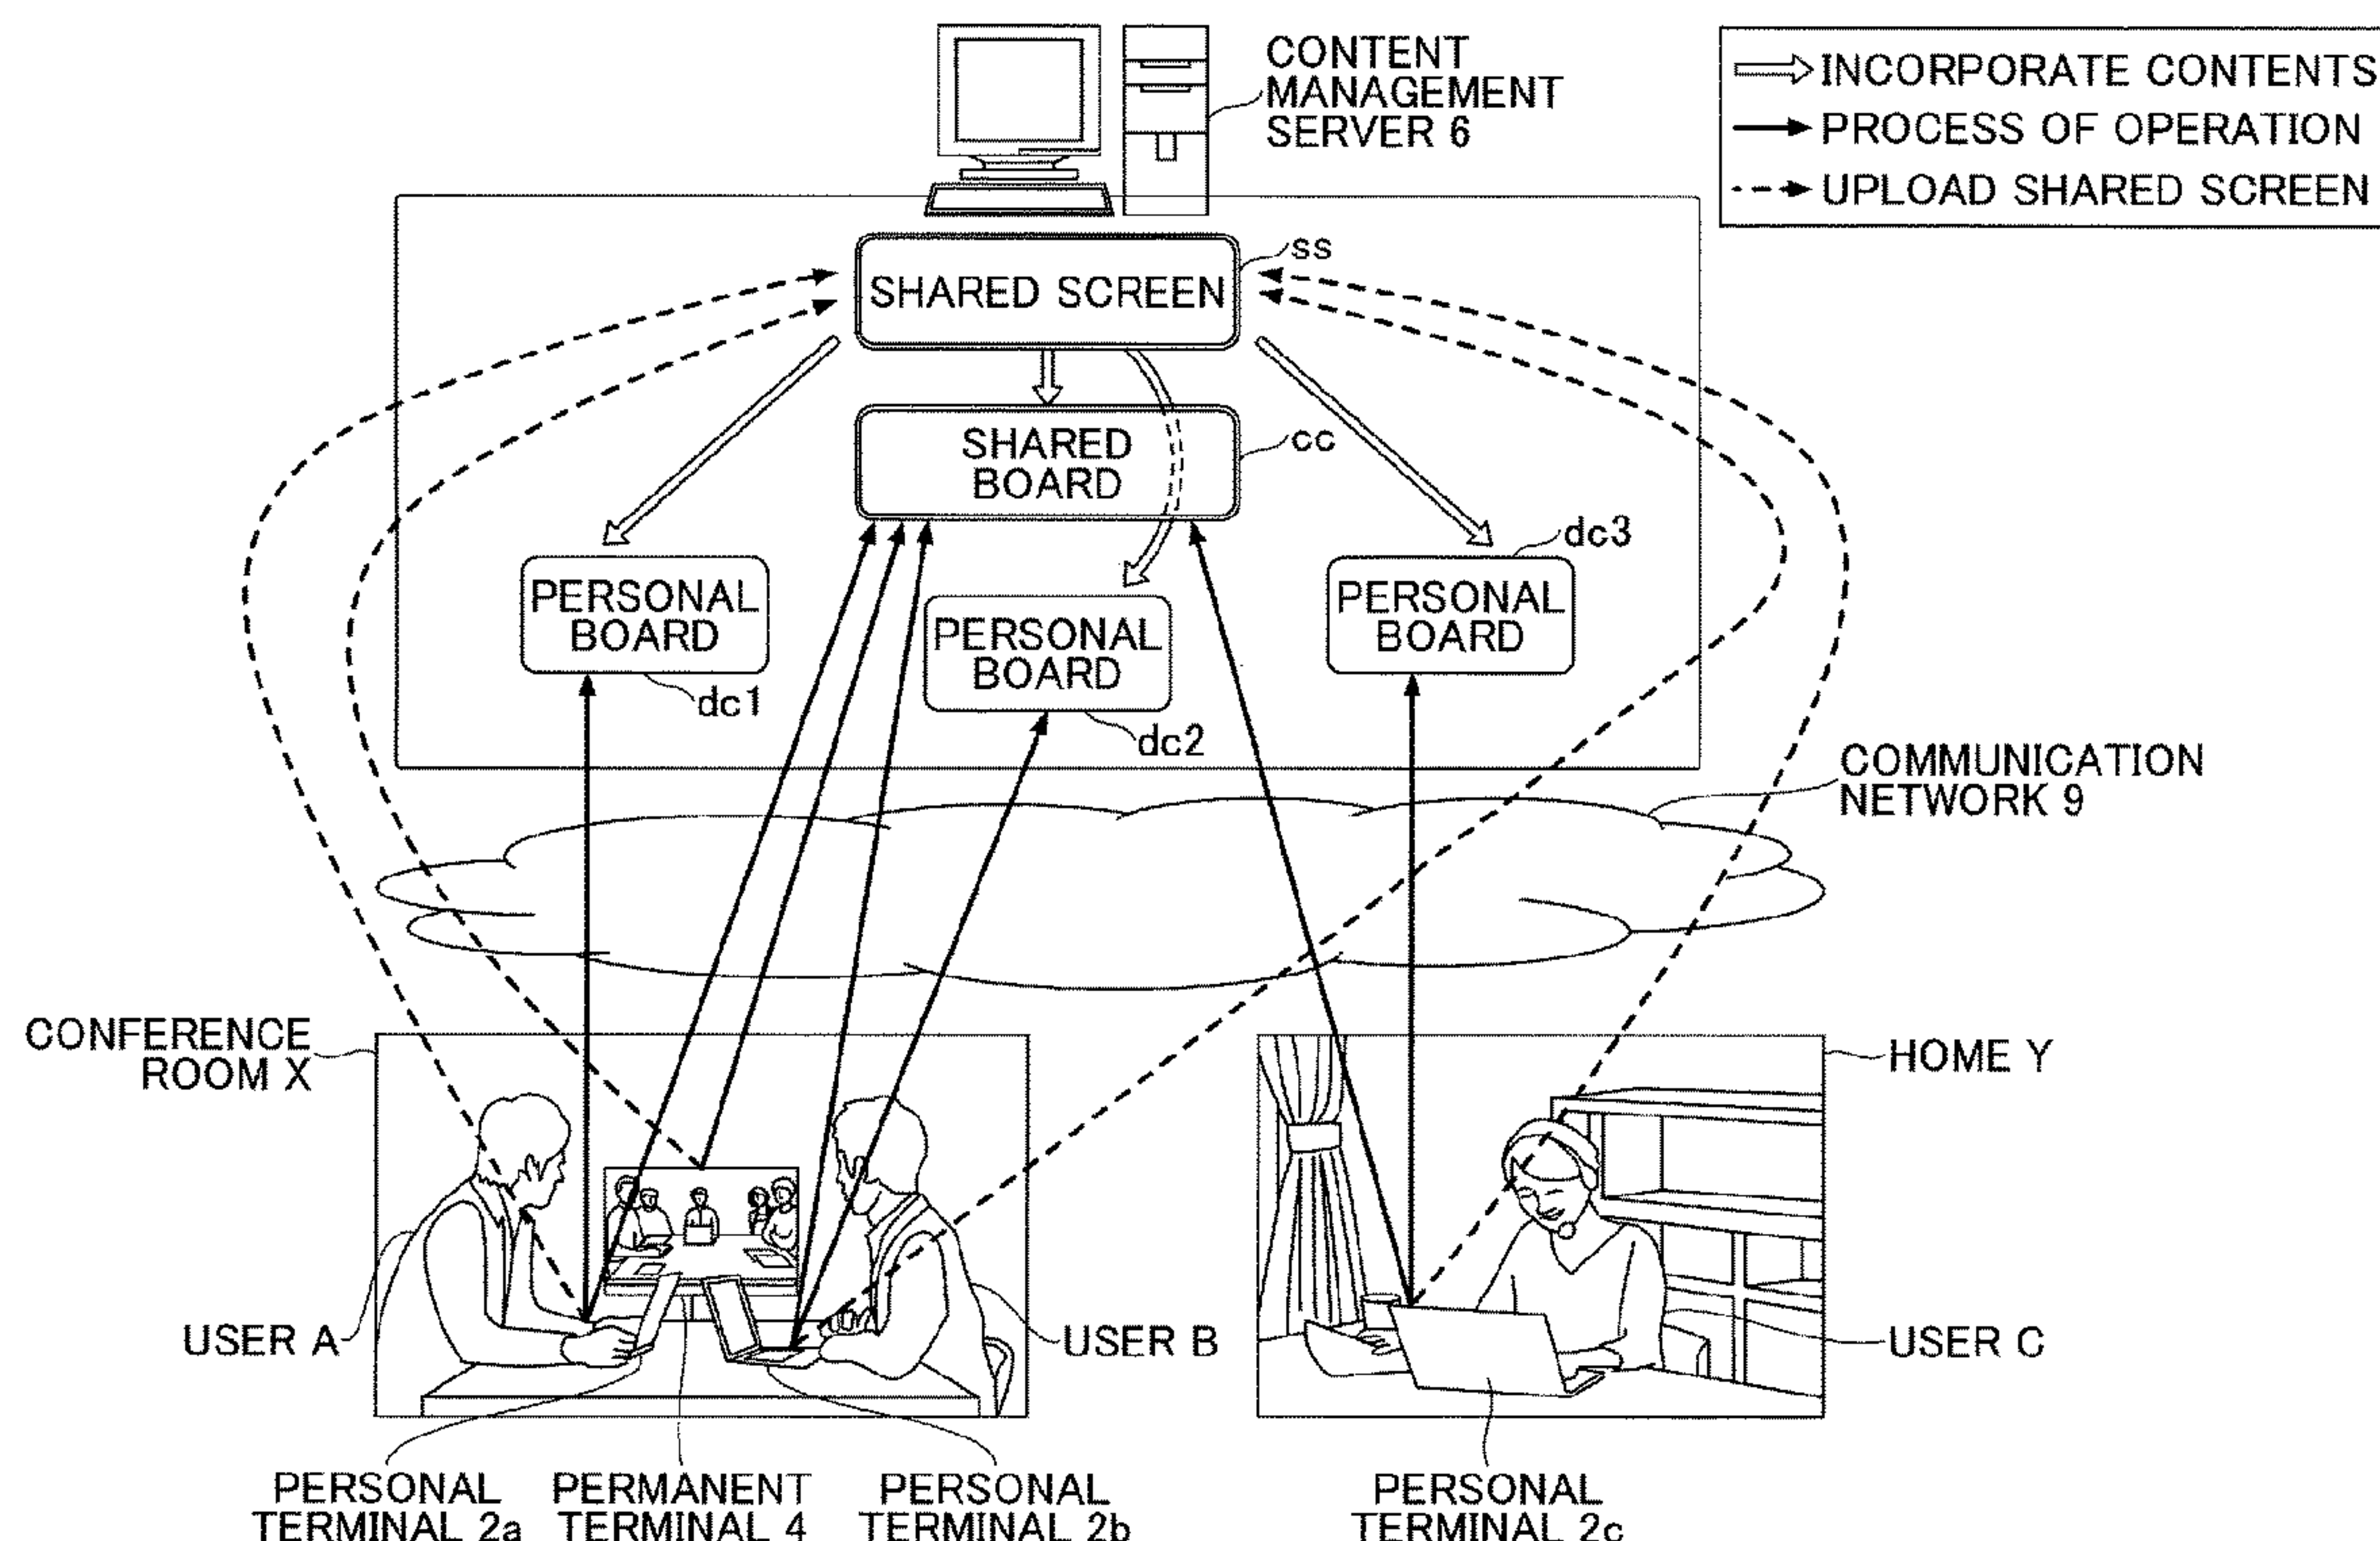 CONTENT
MANAGEMENT
SERVER 6
INCORPORATE CONTENTS
PROCESS OF OPERATION
UPLOAD SHARED SCREEN
SHARED SCREEN
ss
SHARED
BOARD
cc
PERSONAL
BOARD
dc1
PERSONAL
BOARD
dc2
PERSONAL
BOARD
dc3
COMMUNICATION
NETWORK 9
CONFERENCE
ROOM X
HOME Y
USER A
USER B
USER C
PERSONAL
TERMINAL 2a
PERMANENT
TERMINAL 4
PERSONAL
TERMINAL 2b
PERSONAL
TERMINAL 2c